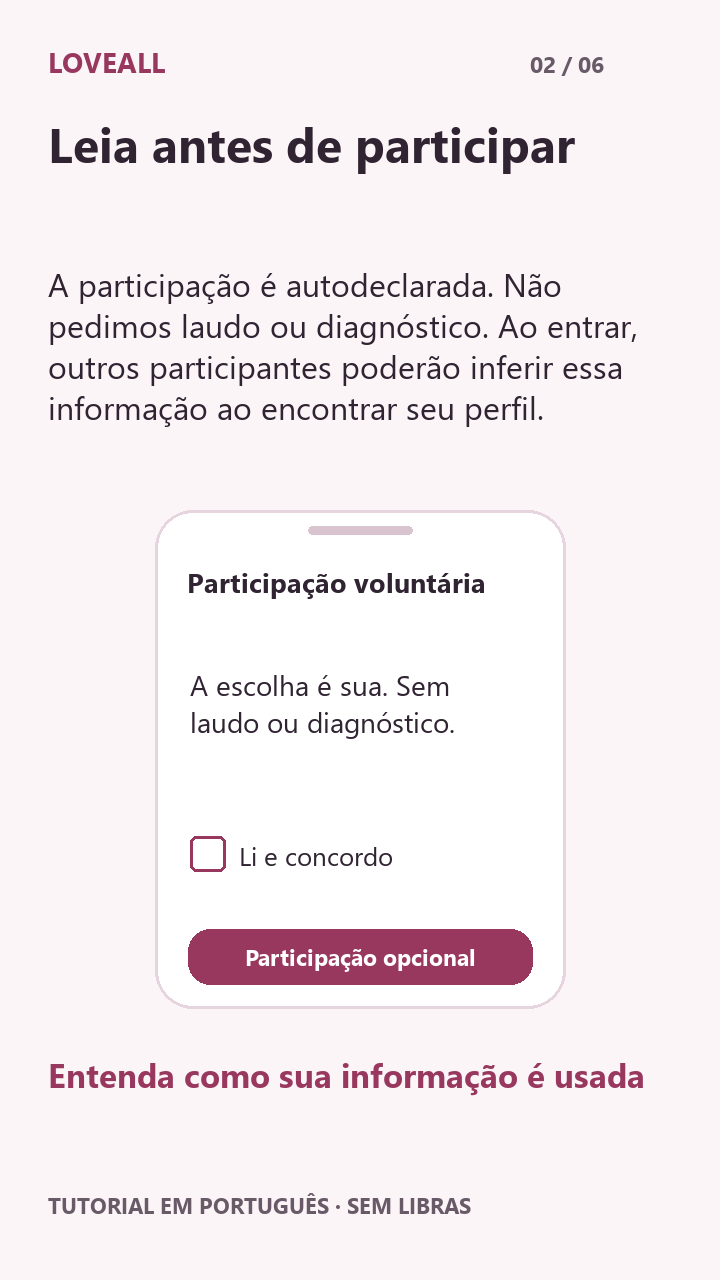 LOVEALL
02 / 06
Leia antes de participar
A participação é autodeclarada. Não
pedimos laudo ou diagnóstico. Ao entrar,
outros participantes poderão inferir essa
informação ao encontrar seu perfil.
Participação voluntária
A escolha é sua. Sem
laudo ou diagnóstico.
Li e concordo
Participação opcional
Entenda como sua informação é usada
TUTORIAL EM PORTUGUÊS · SEM LIBRAS